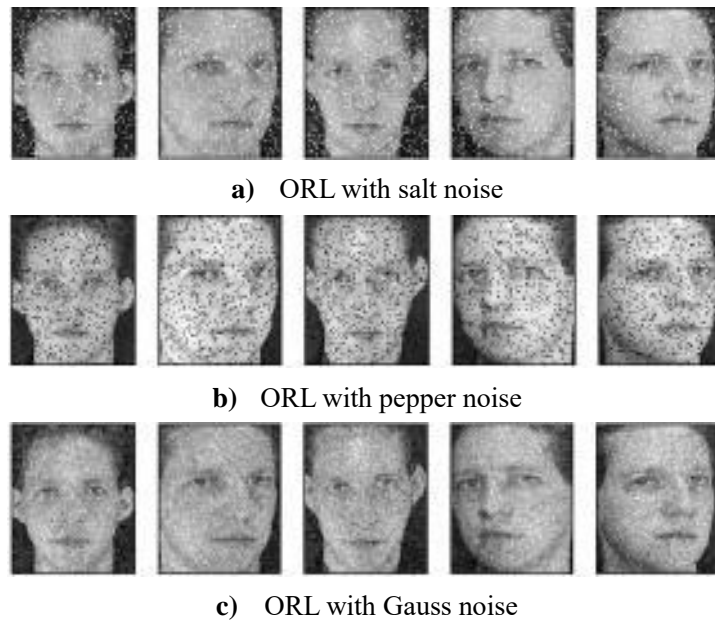 a) ORL with salt noise
b) ORL with pepper noise
c) ORL with Gauss noise